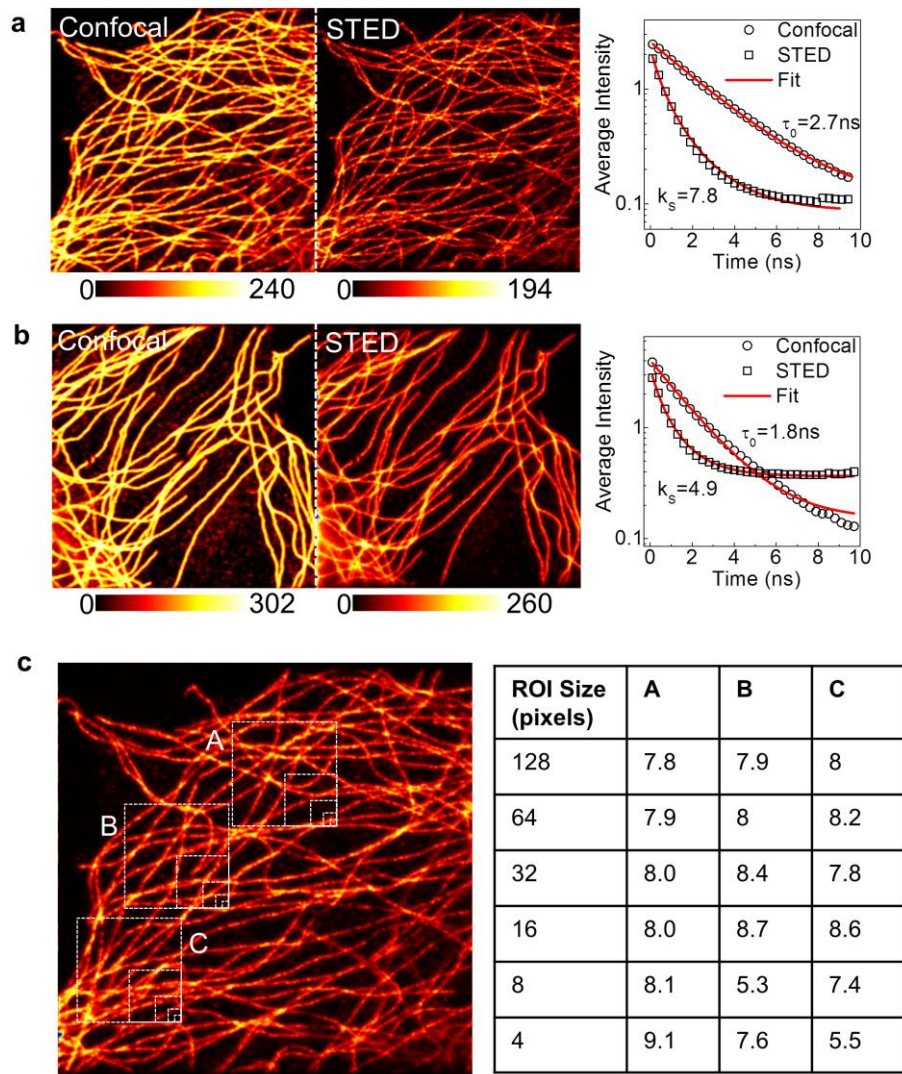 a
Confocal
STED
0
240
0
194
Average Intensity
1
0.1
Confocal
STED
Fit
τ₀=2.7ns
kₛ=7.8
0 2 4 6 8 10
Time (ns)
b
Confocal
STED
0
302
0
260
Average Intensity
1
0.1
Confocal
STED
Fit
τ₀=1.8ns
kₛ=4.9
0 2 4 6 8 10
Time (ns)
c
A
B
C
ROI Size (pixels) A B C
128 7.8 7.9 8
64 7.9 8 8.2
32 8.0 8.4 7.8
16 8.0 8.7 8.6
8 8.1 5.3 7.4
4 9.1 7.6 5.5